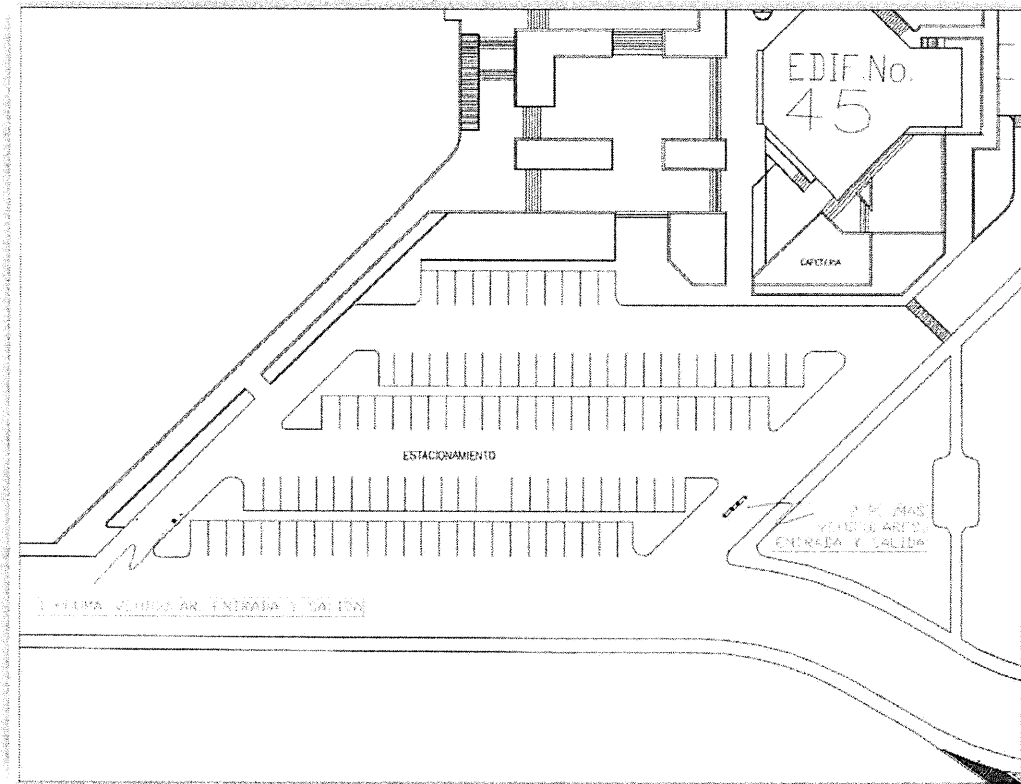 EDIF.No.
45
CAFETERIA
ESTACIONAMIENTO
2 PLUMAS
VEHICULARES,
ENTRADA Y SALIDA
1 PLUMA VEHICULAR, ENTRADA Y SALIDA